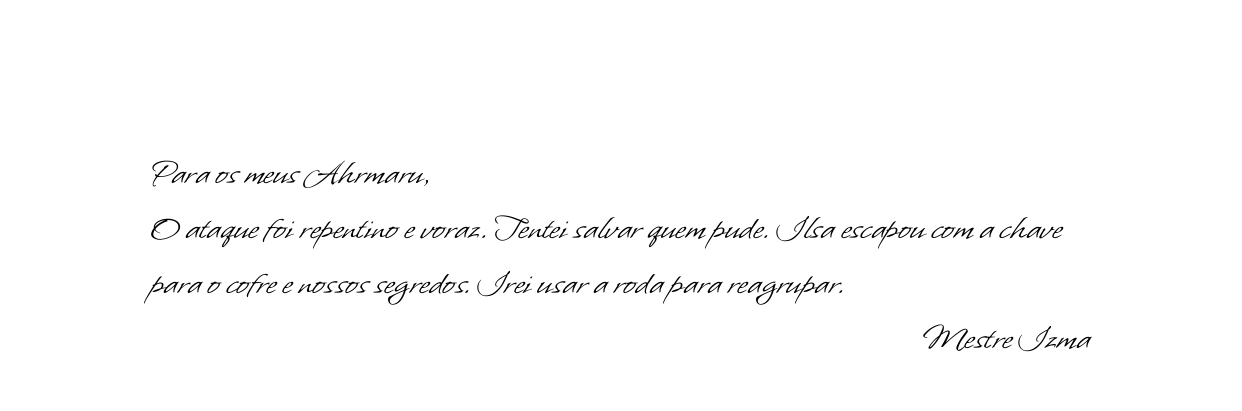 Para os meus Ahrmaru,
O ataque foi repentino e voraz. Tentei salvar quem pude. Ilsa escapou com a chave
para o cofre e nossos segredos. Irei usar a roda para reagrupar.
Mestre Izma